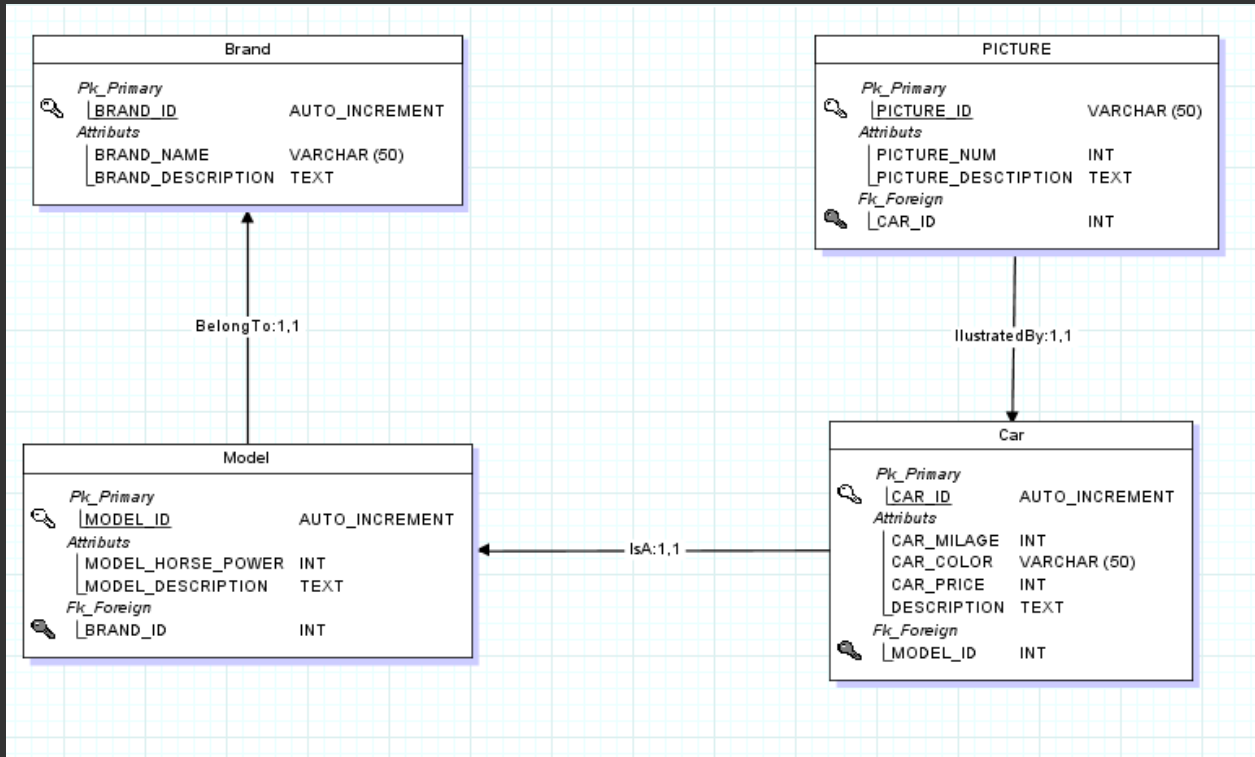 Brand
Pk_Primary
BRAND_ID AUTO_INCREMENT
Attributs
BRAND_NAME VARCHAR (50)
BRAND_DESCRIPTION TEXT
PICTURE
Pk_Primary
PICTURE_ID VARCHAR (50)
Attributs
PICTURE_NUM INT
PICTURE_DESCTIPTION TEXT
Fk_Foreign
CAR_ID INT
BelongTo:1,1
IlustratedBy:1,1
Model
Pk_Primary
MODEL_ID AUTO_INCREMENT
Attributs
MODEL_HORSE_POWER INT
MODEL_DESCRIPTION TEXT
Fk_Foreign
BRAND_ID INT
IsA:1,1
Car
Pk_Primary
CAR_ID AUTO_INCREMENT
Attributs
CAR_MILAGE INT
CAR_COLOR VARCHAR (50)
CAR_PRICE INT
DESCRIPTION TEXT
Fk_Foreign
MODEL_ID INT